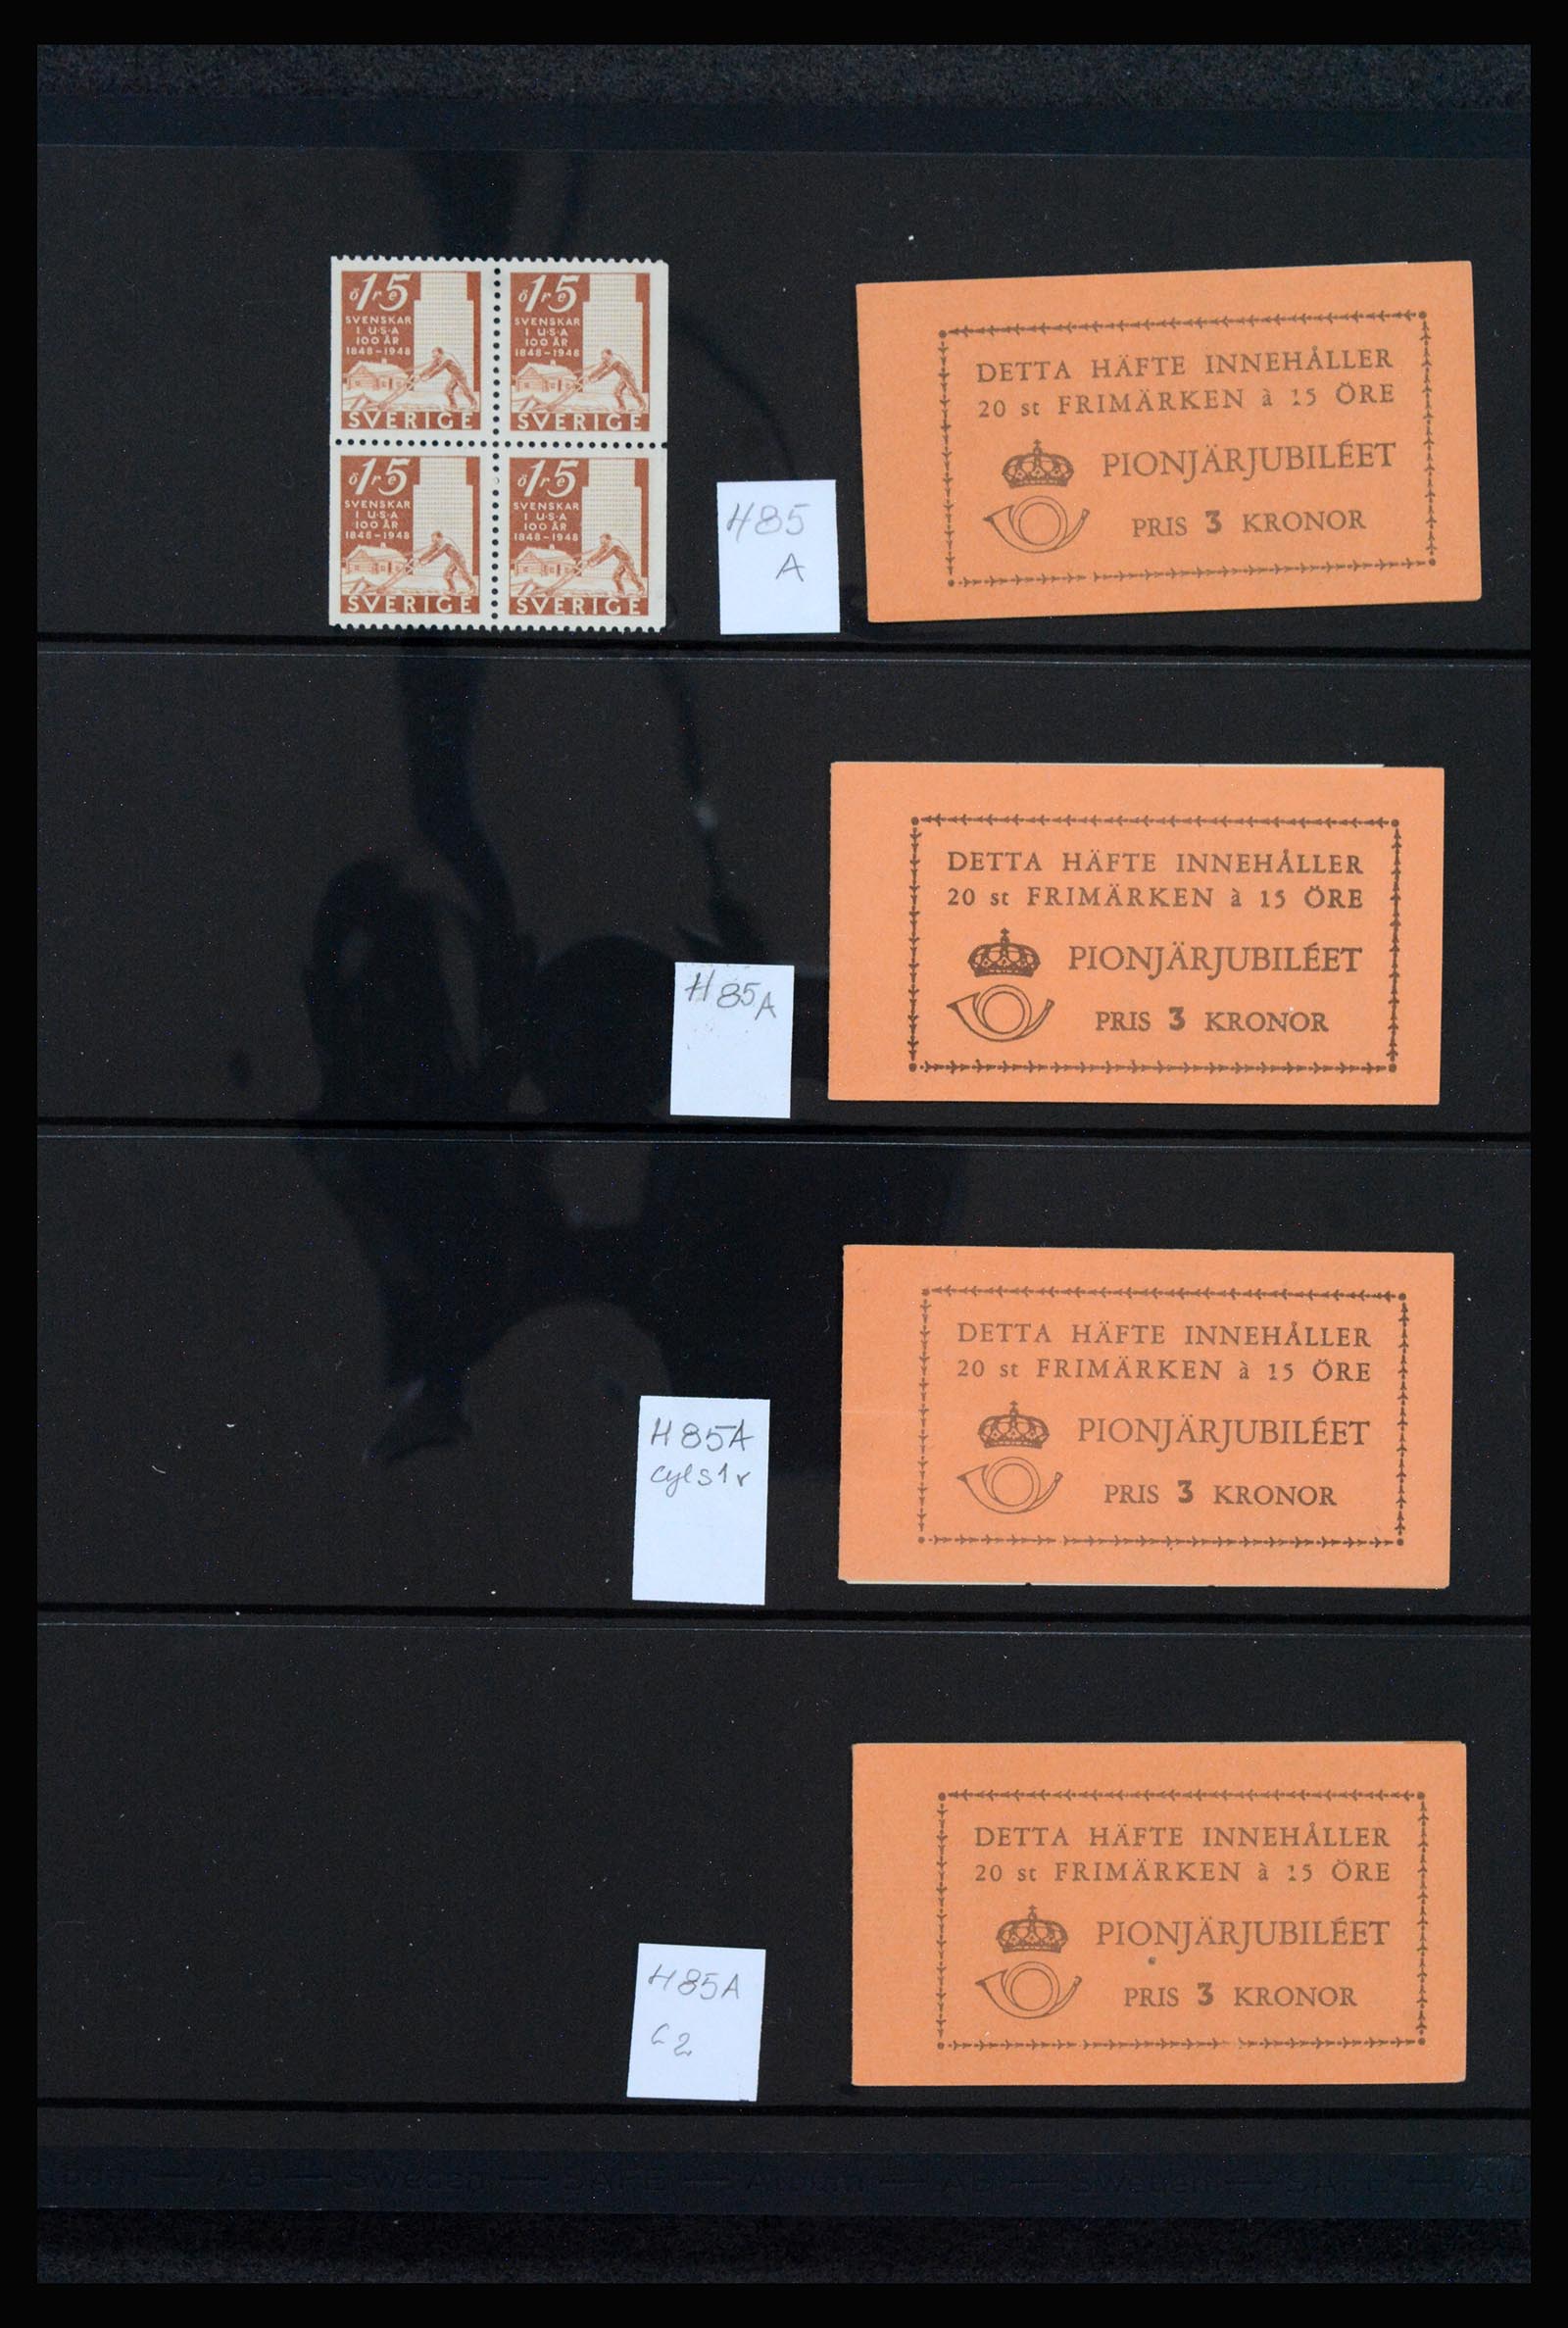 öre 15
SVENSKAR
I U·S·A
100 ÅR
1848-1948
SVERIGE
öre 15
SVENSKAR
I U·S·A
100 ÅR
1848-1948
SVERIGE
öre 15
SVENSKAR
I U·S·A
100 ÅR
1848-1948
SVERIGE
öre 15
SVENSKAR
I U·S·A
100 ÅR
1848-1948
SVERIGE
H85
A
DETTA HÄFTE INNEHÅLLER
20 st FRIMÄRKEN à 15 ÖRE
PIONJÄRJUBILÉET
PRIS 3 KRONOR
H85A
DETTA HÄFTE INNEHÅLLER
20 st FRIMÄRKEN à 15 ÖRE
PIONJÄRJUBILÉET
PRIS 3 KRONOR
H85A
cyls1r
DETTA HÄFTE INNEHÅLLER
20 st FRIMÄRKEN à 15 ÖRE
PIONJÄRJUBILÉET
PRIS 3 KRONOR
H85A
c2
DETTA HÄFTE INNEHÅLLER
20 st FRIMÄRKEN à 15 ÖRE
PIONJÄRJUBILÉET
PRIS 3 KRONOR